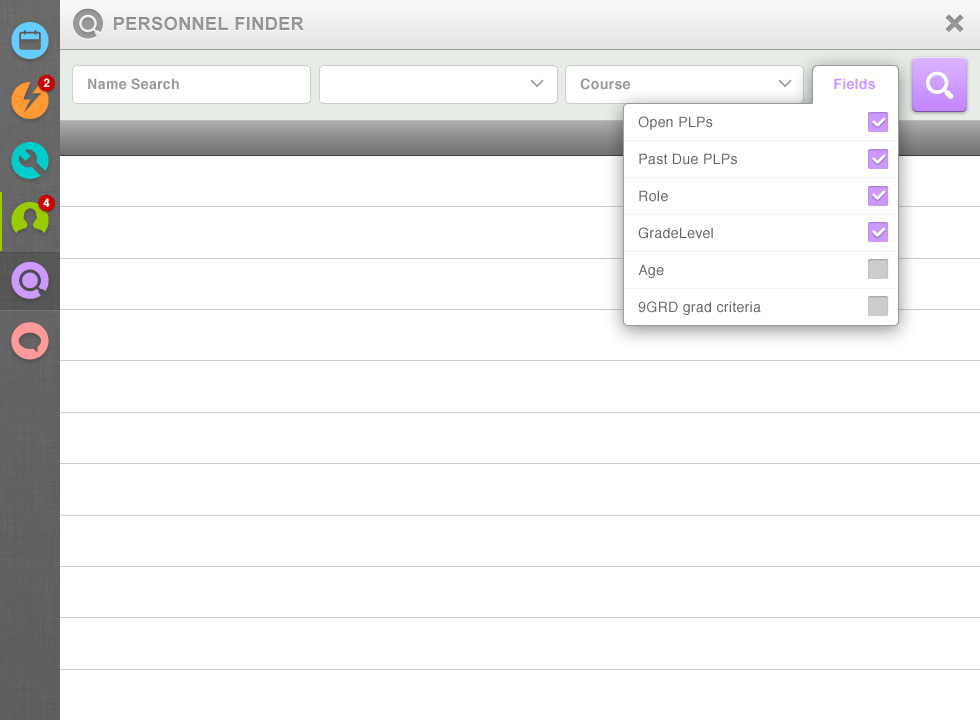 PERSONNEL FINDER
2
4
Name Search
Course
Fields
Open PLPs
Past Due PLPs
Role
GradeLevel
Age
9GRD grad criteria